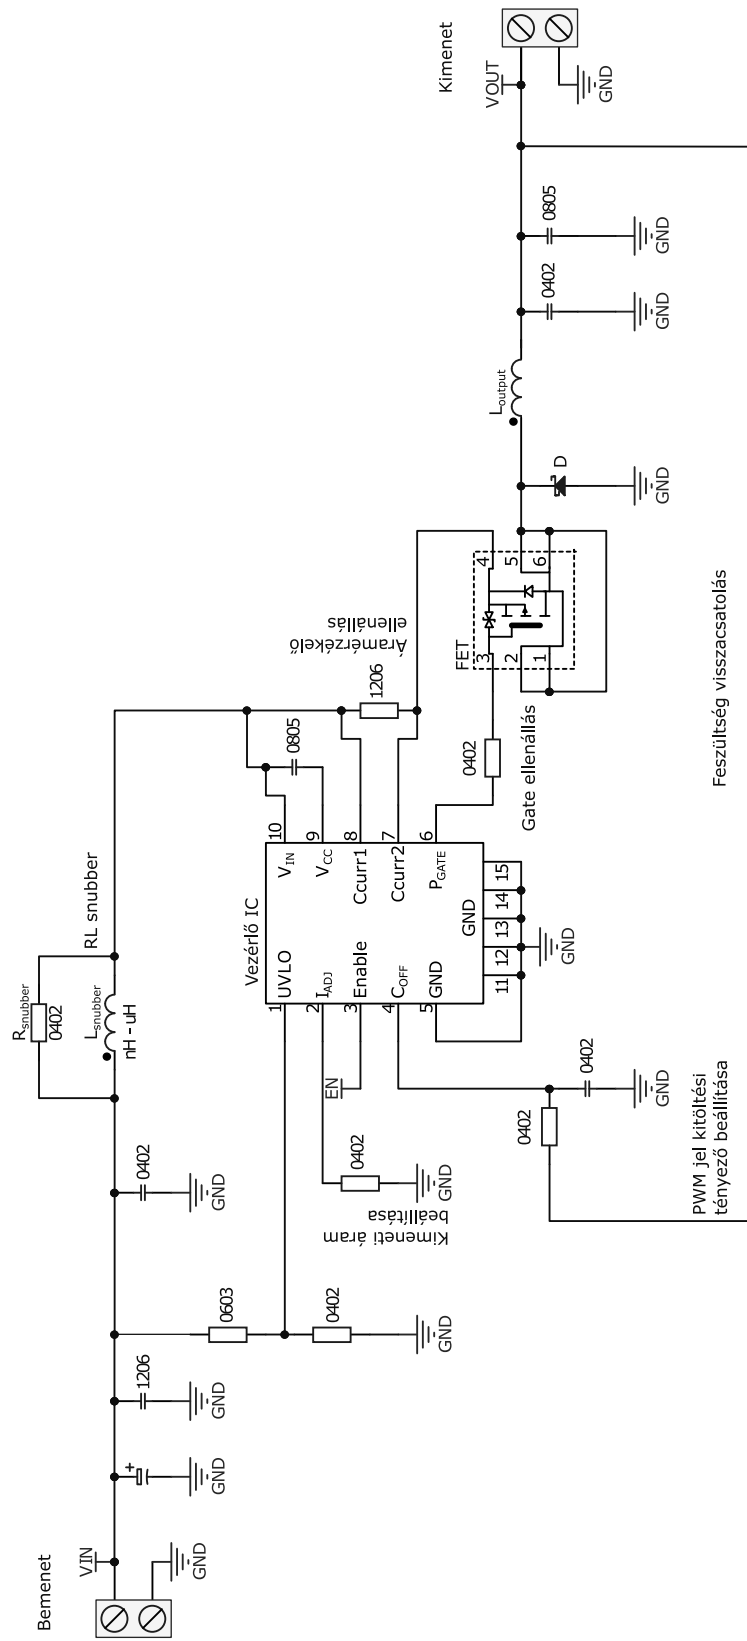 Bemenet
VIN
GND
+
GND
1206
GND
0603
0402
GND
0402
GND
Rsnubber
0402
Lsnubber
nH - uH
RL snubber
Kimeneti áram
beállítása
0402
GND
EN
Vezérlő IC
1
UVLO
2
IADJ
3
Enable
4
COFF
5
GND
10
VIN
9
VCC
8
Ccurr1
7
Ccurr2
6
PGATE
GND
11
12
13
14
15
GND
0805
1206
Áramérzékelő
ellenállás
0402
Gate ellenállás
FET
3
2
1
4
5
6
D
GND
Loutput
0402
GND
0805
GND
Kimenet
VOUT
GND
0402
0402
GND
PWM jel kitöltési
tényező beállítása
Feszültség visszacsatolás